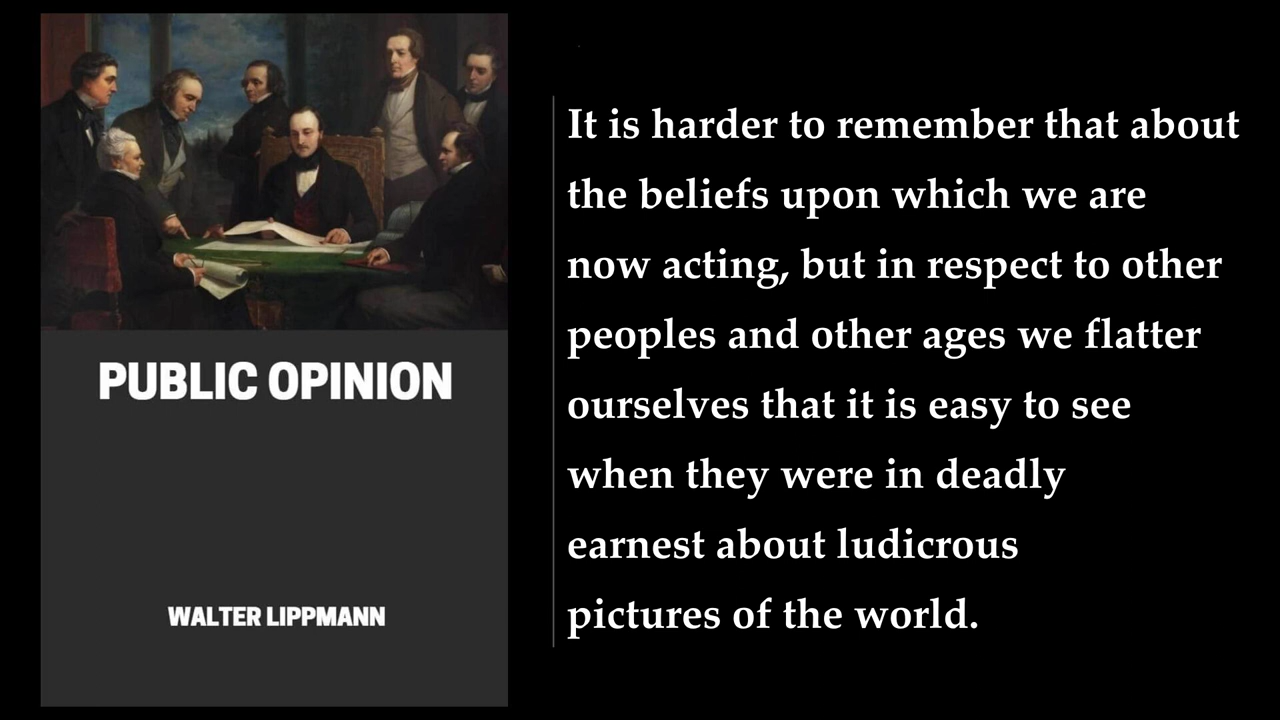 PUBLIC OPINION
WALTER LIPPMANN
It is harder to remember that about
the beliefs upon which we are
now acting, but in respect to other
peoples and other ages we flatter
ourselves that it is easy to see
when they were in deadly
earnest about ludicrous
pictures of the world.